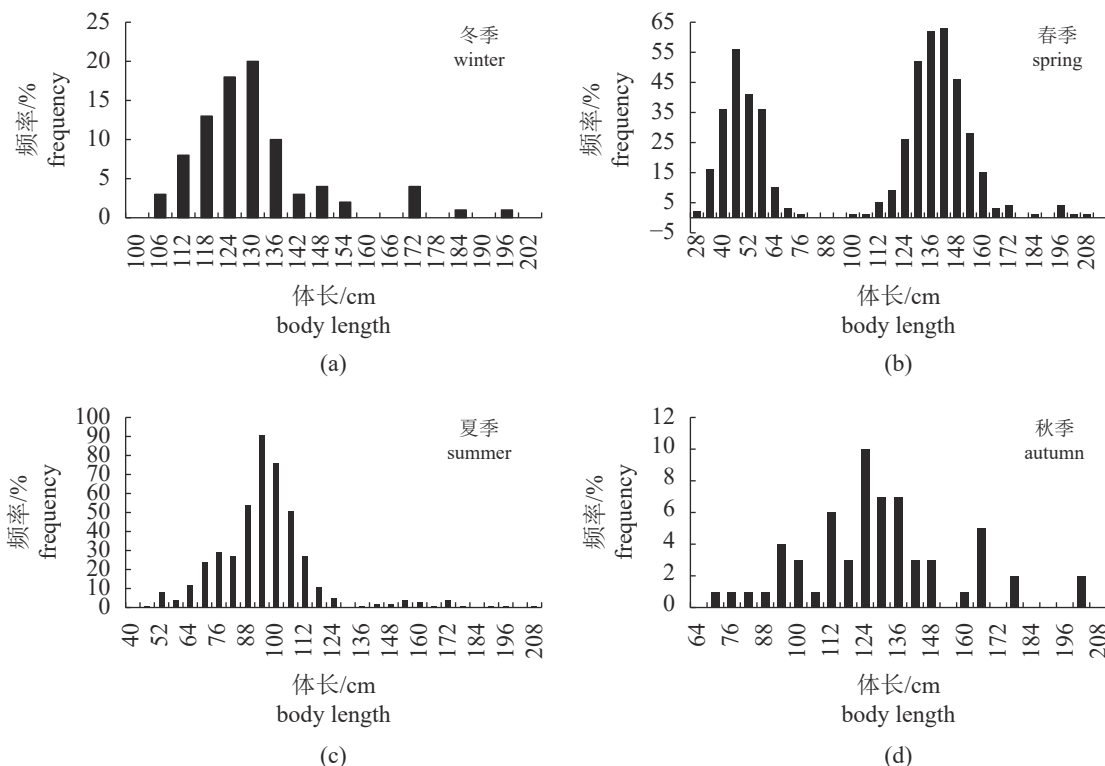 25
20
15
10
5
0
频率/%
frequency
冬季
winter
100 106 112 118 124 130 136 142 148 154 160 166 172 178 184 190 196 202
体长/cm
body length
(a)
65
55
45
35
25
15
5
−5
频率/%
frequency
春季
spring
28 40 52 64 76 88 100 112 124 136 148 160 172 184 196 208
体长/cm
body length
(b)
100
90
80
70
60
50
40
30
20
10
0
频率/%
frequency
夏季
summer
40 52 64 76 88 100 112 124 136 148 160 172 184 196 208
体长/cm
body length
(c)
12
10
8
6
4
2
0
频率/%
frequency
秋季
autumn
64 76 88 100 112 124 136 148 160 172 184 196 208
体长/cm
body length
(d)